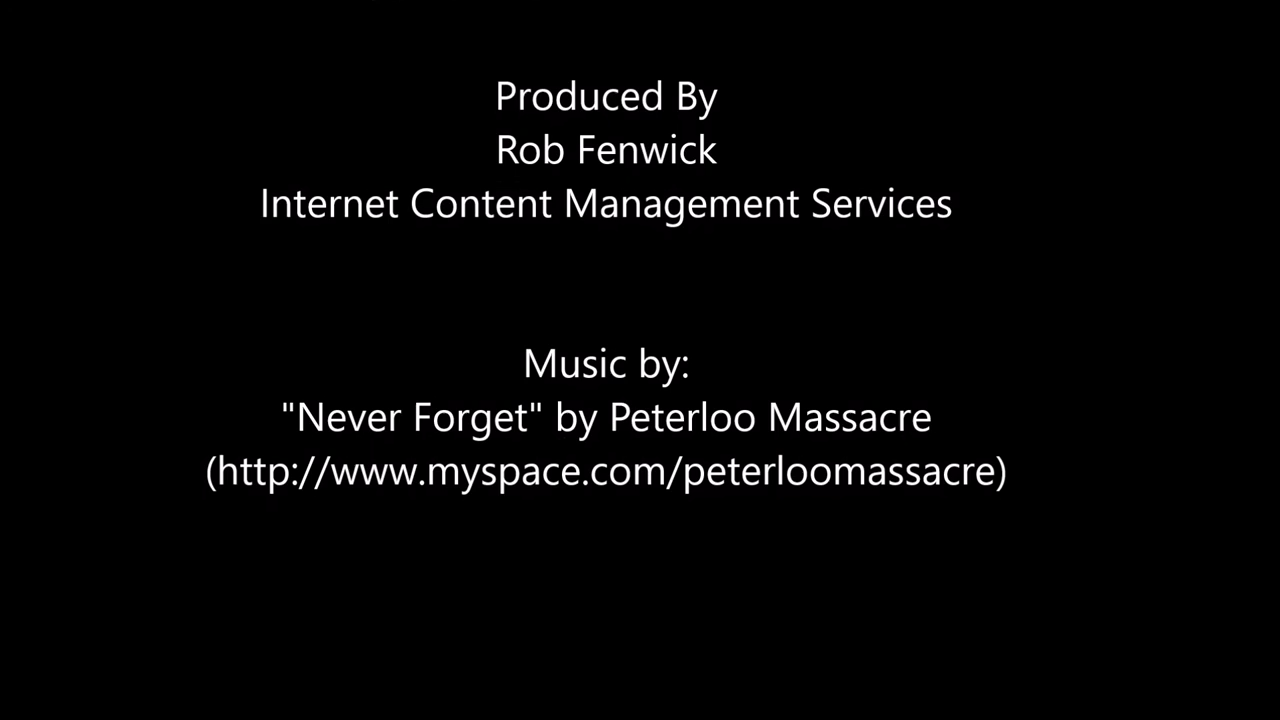 Produced By
Rob Fenwick
Internet Content Management Services
Music by:
"Never Forget" by Peterloo Massacre
(http://www.myspace.com/peterloomassacre)